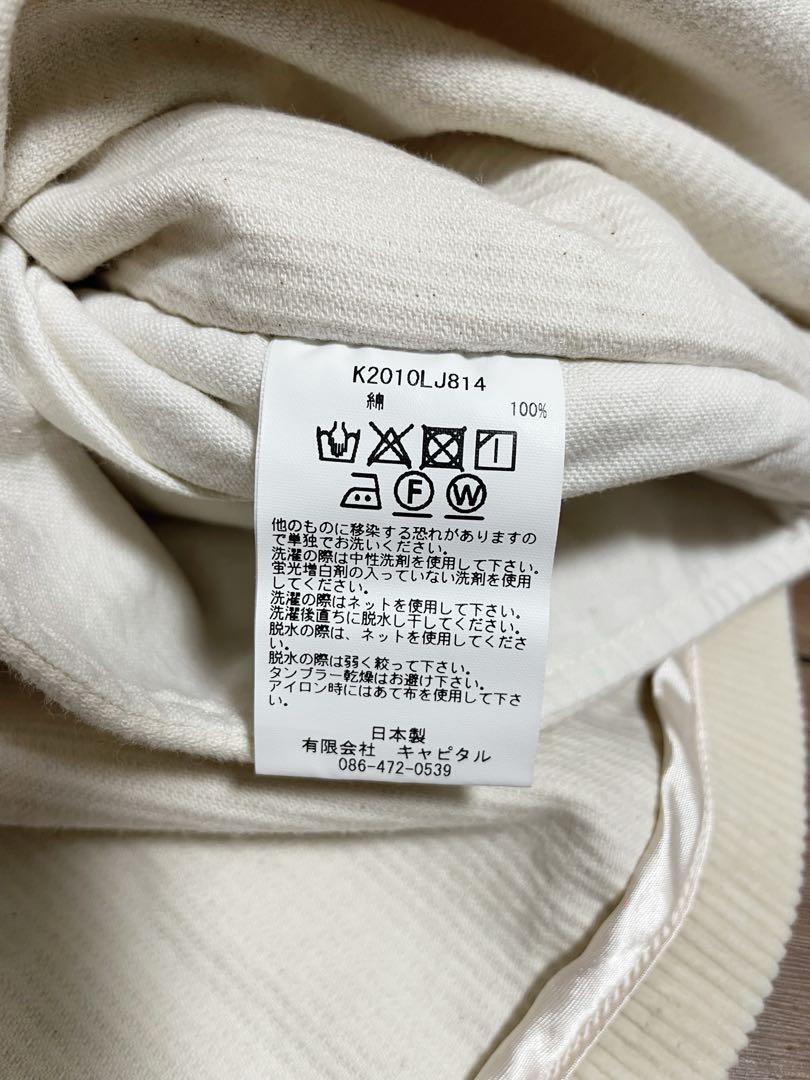 K2010LJ814
綿 100%
F W
他のものに移染する恐れがありますの
で単独でお洗いください。
洗濯の際は中性洗剤を使用して下さい。
蛍光増白剤の入っていない洗剤を使用
してください。
洗濯の際はネットを使用して下さい。
洗濯後直ちに脱水し干してください。
脱水の際は、ネットを使用してくださ
い。
脱水の際は弱く絞って下さい。
タンブラー乾燥はお避け下さい。
アイロン時にはあて布を使用して下さ
い。
日本製
有限会社 キャピタル
086-472-0539